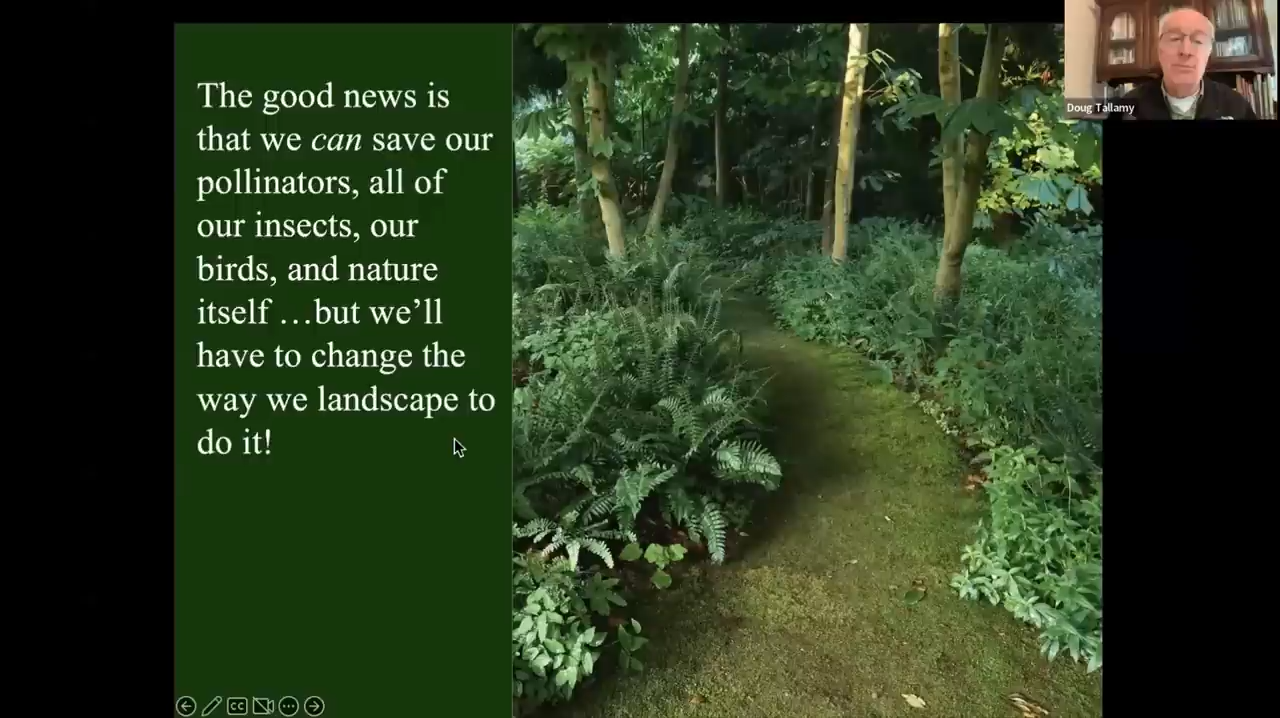 The good news is
that we can save our
pollinators, all of
our insects, our
birds, and nature
itself …but we’ll
have to change the
way we landscape to
do it!
Doug Tallamy
CC